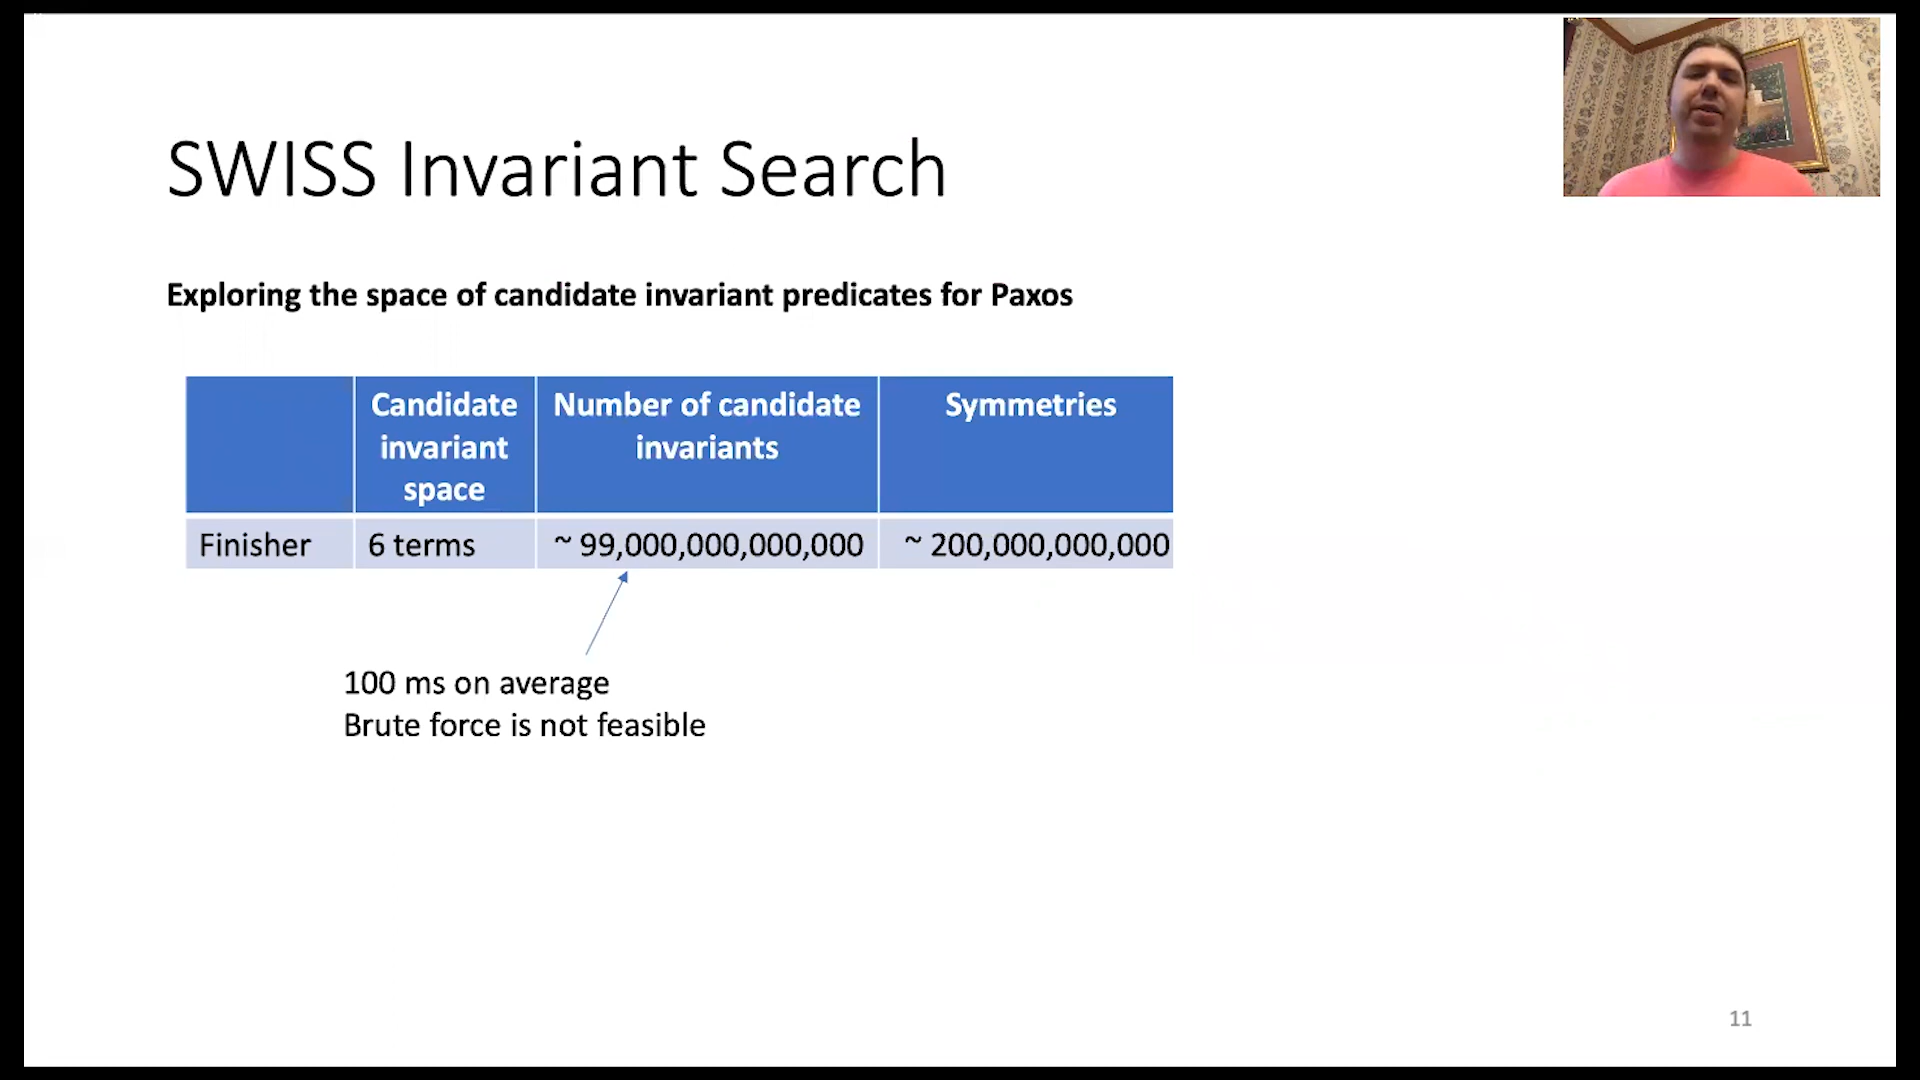 SWISS Invariant Search
Exploring the space of candidate invariant predicates for Paxos
Candidate
invariant
space
Number of candidate
invariants
Symmetries
Finisher
6 terms
~ 99,000,000,000,000
~ 200,000,000,000
100 ms on average
Brute force is not feasible
11